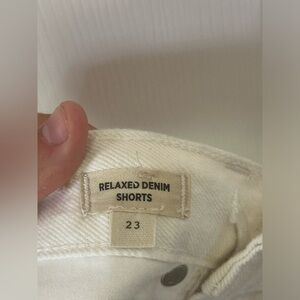 RELAXED DENIM
SHORTS
23